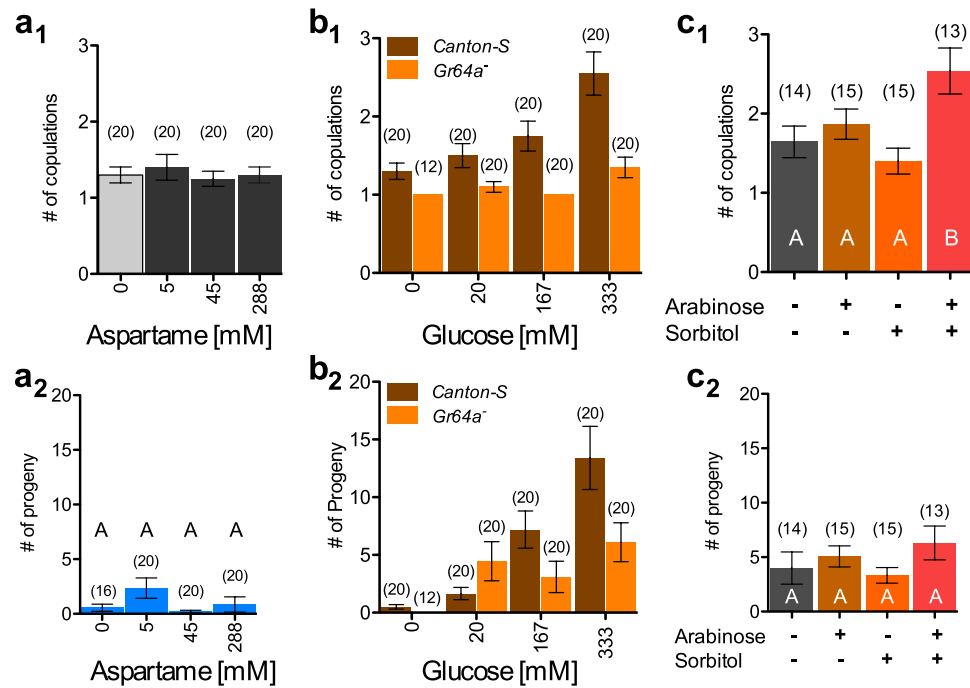 a1
3
2
1
0
# of copulations
(20) (20) (20) (20)
0 5 45 288
Aspartame [mM]
b1
3
2
1
0
# of copulations
Canton-S
Gr64a-
(20) (12) (20) (20) (20) (20) (20) (20)
0 20 167 333
Glucose [mM]
c1
3
2
1
0
# of copulations
(14) (15) (15) (13)
A A A B
Arabinose - + - +
Sorbitol - - + +
a2
20
15
10
5
0
# of progeny
A A A A
(16) (20) (20) (20)
0 5 45 288
Aspartame [mM]
b2
20
15
10
5
0
# of Progeny
Canton-S
Gr64a-
(20) (12) (20) (20) (20) (20) (20) (20)
0 20 167 333
Glucose [mM]
c2
20
15
10
5
0
# of progeny
(14) (15) (15) (13)
A A A A
Arabinose - + - +
Sorbitol - - + +